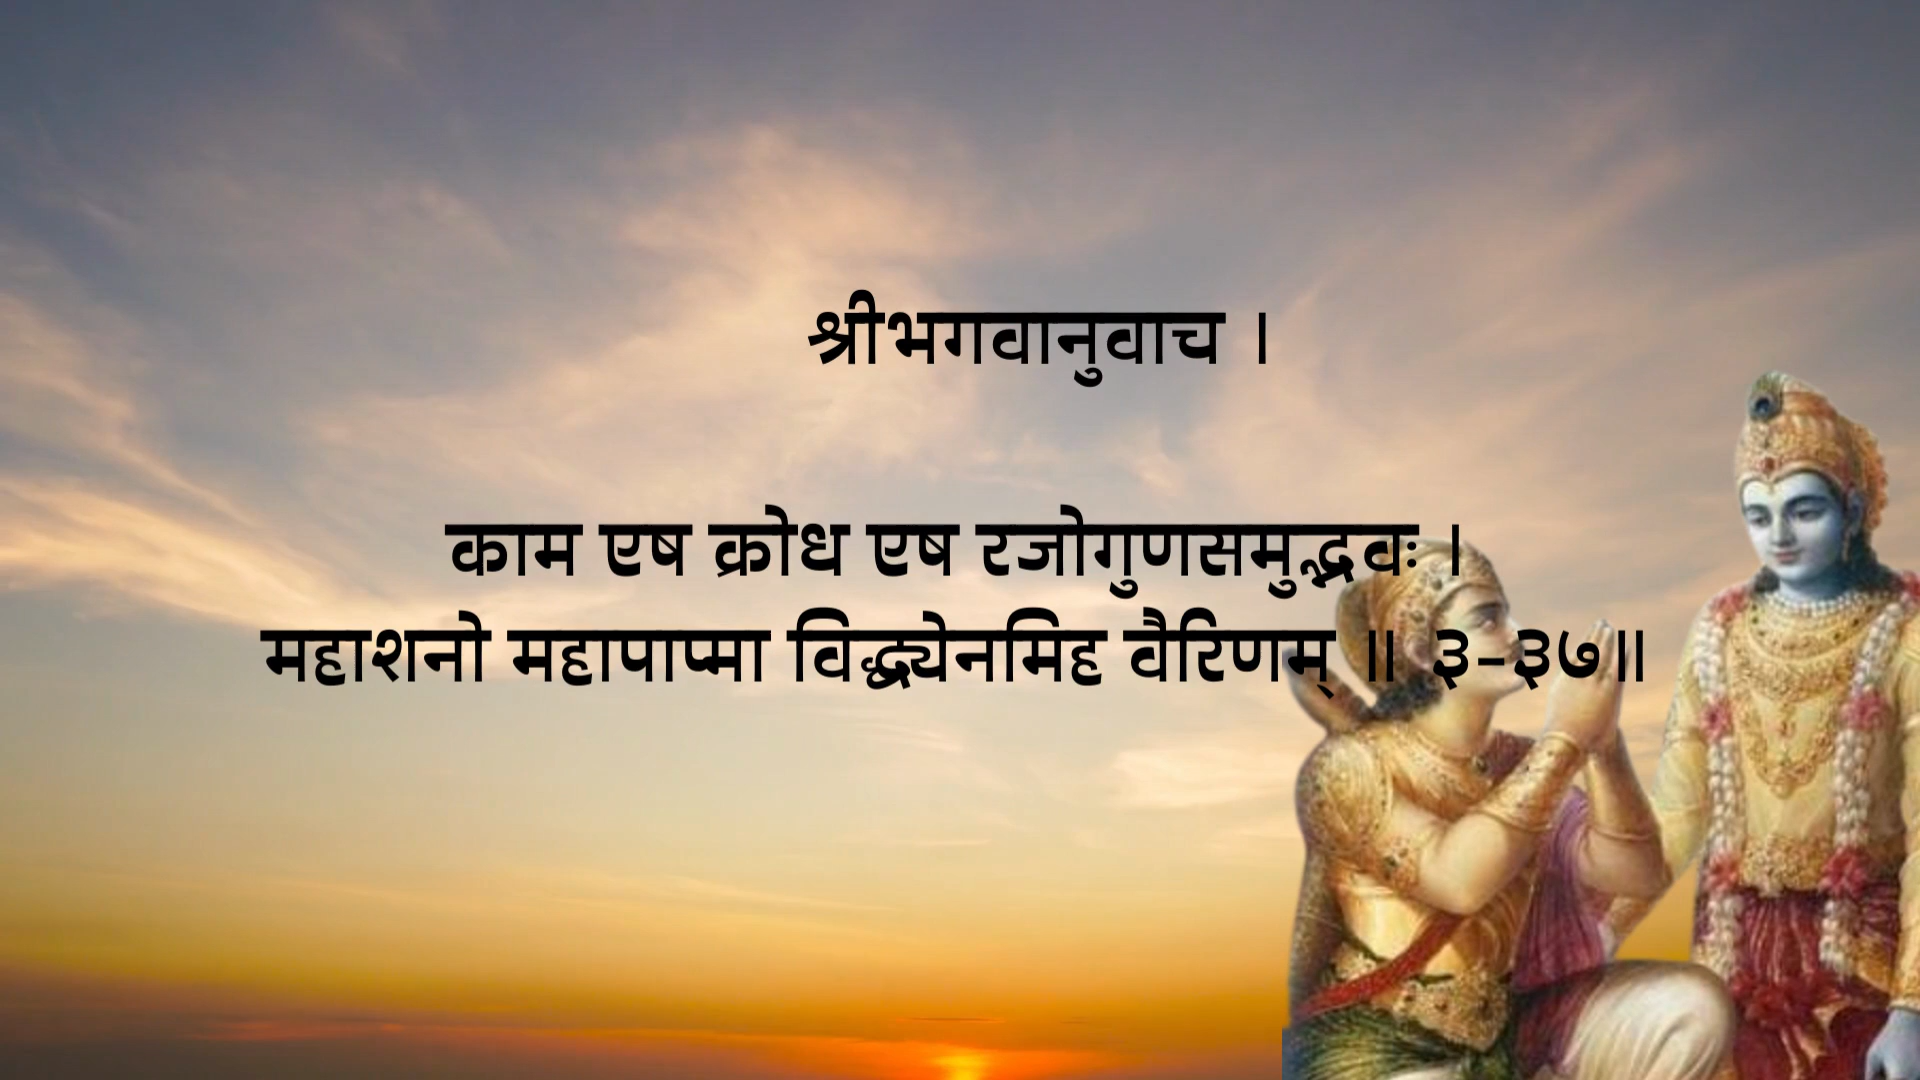 श्रीभगवानुवाच ।
काम एष क्रोध एष रजोगुणसमुद्भवः ।
महाशनो महापाप्मा विद्ध्येनमिह वैरिणम् ॥ ३-३७॥